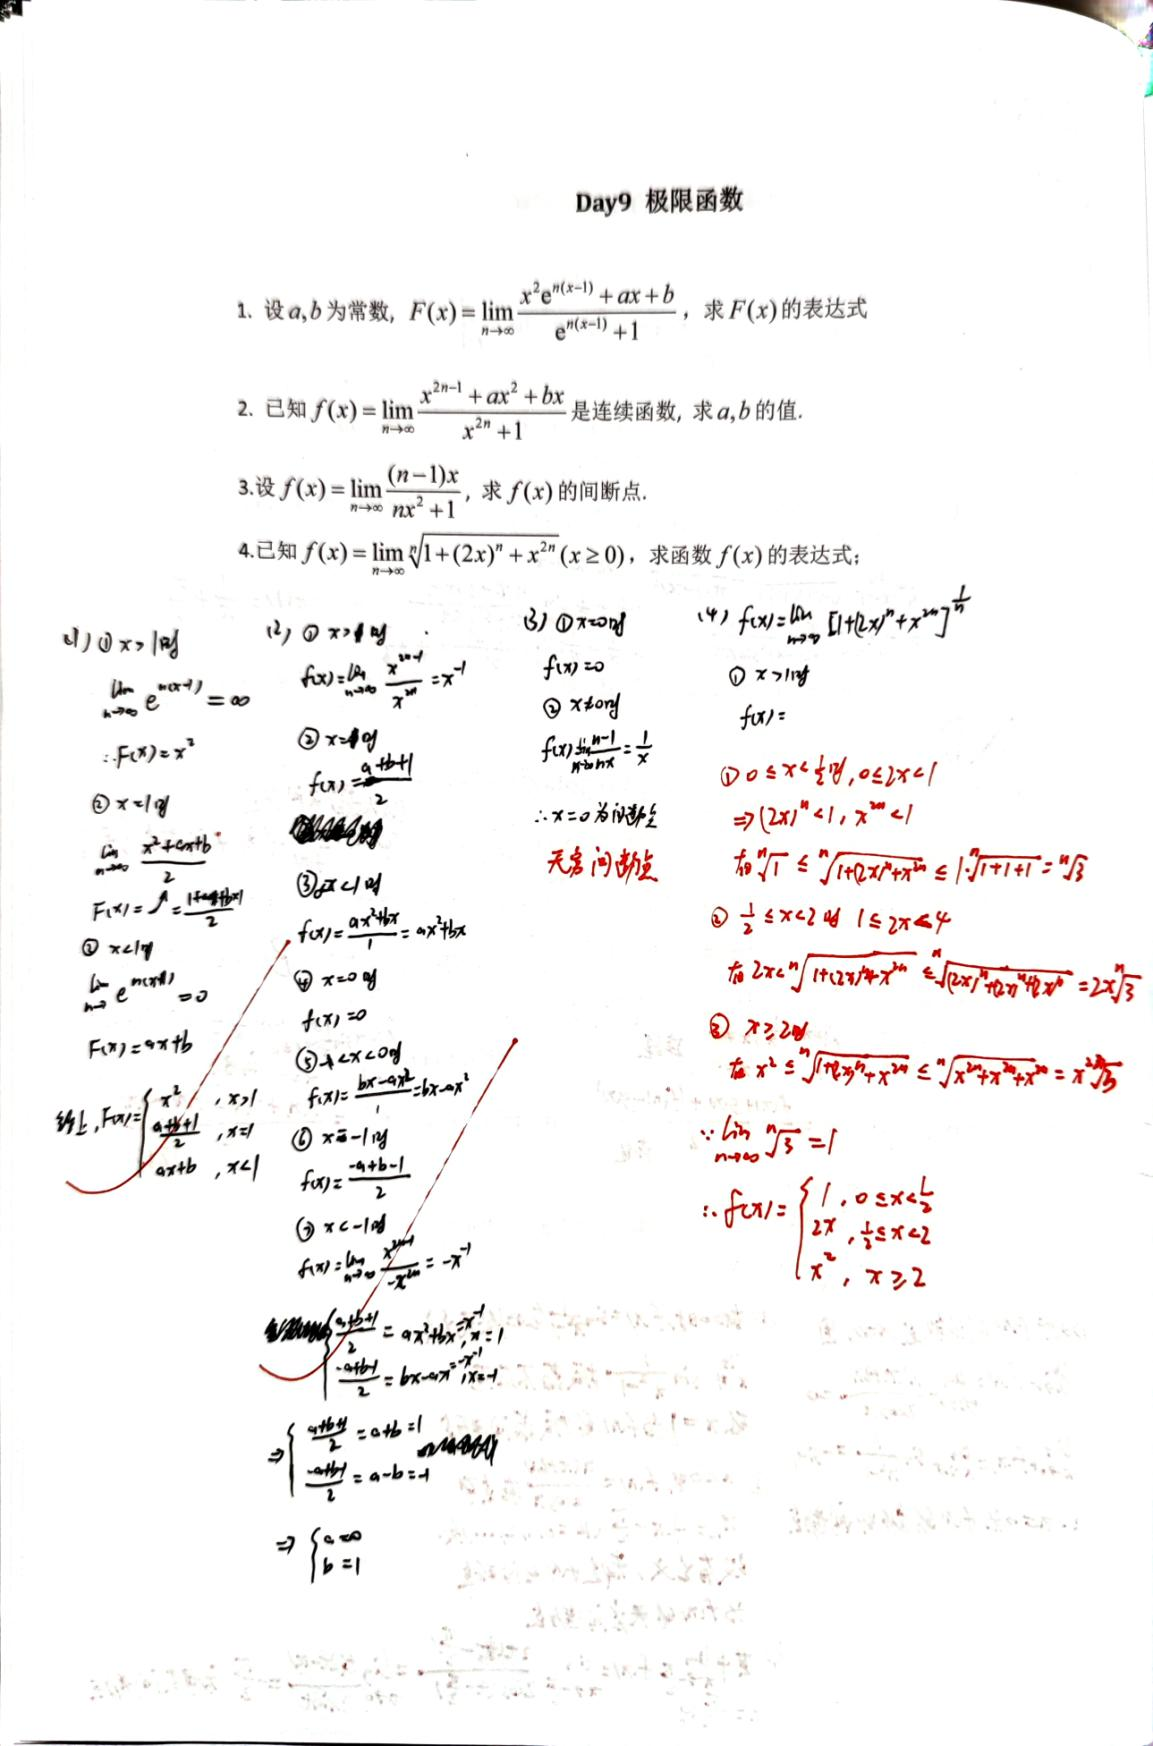 Day9 极限函数
1. 设a,b为常数, F(x)=lim_{n→∞} (x²e^{n(x-1)}+ax+b)/(e^{n(x-1)}+1), 求F(x)的表达式
2. 已知f(x)=lim_{n→∞} (x^{2n-1}+ax²+bx)/(x^{2n}+1) 是连续函数, 求a,b的值.
3.设f(x)=lim_{n→∞} (n-1)x/(nx²+1), 求f(x)的间断点.
4.已知f(x)=lim_{n→∞} ⁿ√(1+(2x)ⁿ+x^{2n}) (x≥0), 求函数f(x)的表达式;
(1) ① x>1时
lim_{n→∞} e^{n(x-1)}=∞
∴F(x)=x²
② x=1时
lim_{n→∞} (x²+ax+b)/2
③ x<1时
=0
F(x)=ax+b
综上, F(x)={ x² , x>1
(a+b+1)/2 , x=1
ax+b , x<1
(2) ① x>1时
f(x)=lim_{n→∞} x^{2n-1}/x^{2n}=x^{-1}
② x=1时
f(x)=(a+b+1)/2
③ 0<x<1时
f(x)=(ax²+bx)/1=ax²+bx
④ x=0时
f(x)=0
⑤ -1<x<0时
f(x)=(bx-ax²)/1=bx-ax²
⑥ x=-1时
f(x)=(-a+b-1)/2
⑦ x<-1时
f(x)=lim_{n→∞} x^{2n-1}/-x^{2n}=-x^{-1}
{ (a+b+1)/2=ax²+bx=x^{-1}, x=1
(-a+b-1)/2=bx-ax²=-x^{-1}, x=-1
⇒{ (a+b+1)/2=a+b=1
(-a+b-1)/2=a-b=-1
⇒{ a=0
b=1
(3) ① x=0时
f(x)=0
② x≠0时
f(x)=lim_{n→∞} (n-1)/nx=1/x
∴x=0为间断点
无穷间断点
(4) f(x)=lim_{n→∞} [1+(2x)ⁿ+x^{2n}]^{1/n}
① x>1时
f(x)=
① 0≤x<1/2时, 0≤2x<1
⇒(2x)ⁿ<1, x^{2n}<1
有 ⁿ√1 ≤ ⁿ√(1+(2x)ⁿ+x^{2n}) ≤ 1·ⁿ√(1+1+1)=ⁿ√3
② 1/2≤x<2时 1≤2x<4
有 2x<ⁿ√(1+(2x)ⁿ+x^{2n}) ≤ ⁿ√((2x)ⁿ+(2x)ⁿ+(2x)ⁿ)=2xⁿ√3
③ x≥2时
有 x² ≤ ⁿ√(1+(2x)ⁿ+x^{2n}) ≤ ⁿ√(x^{2n}+x^{2n}+x^{2n})=x²ⁿ√3
∵lim_{n→∞} ⁿ√3=1
∴f(x)={ 1, 0≤x<1/2
2x, 1/2≤x<2
x², x≥2